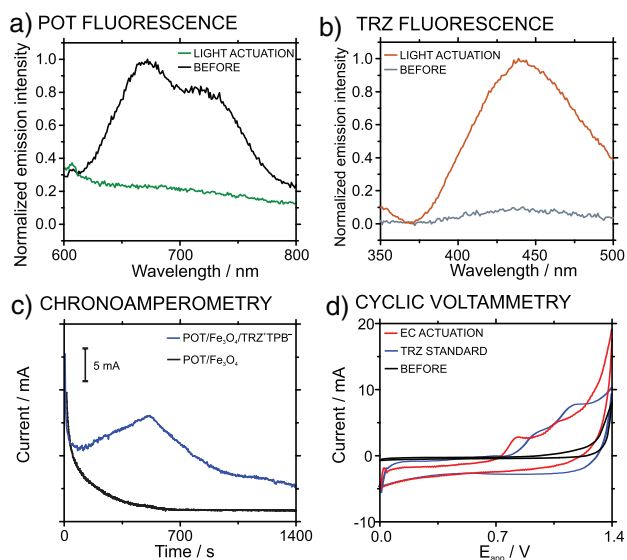 a) POT FLUORESCENCE
LIGHT ACTUATION
BEFORE
Normalized emission intensity
1.0
0.8
0.6
0.4
0.2
0.0
600
700
800
Wavelength / nm
b) TRZ FLUORESCENCE
LIGHT ACTUATION
BEFORE
Normalized emission intensity
1.0
0.8
0.6
0.4
0.2
0.0
350
400
450
500
Wavelength / nm
c) CHRONOAMPEROMETRY
POT/Fe₃O₄/TRZ⁺TPB⁻
POT/Fe₃O₄
5 mA
Current / mA
0
700
1400
Time / s
d) CYCLIC VOLTAMMETRY
EC ACTUATION
TRZ STANDARD
BEFORE
Current / mA
20
10
0
-10
0.0
0.7
1.4
E_app / V